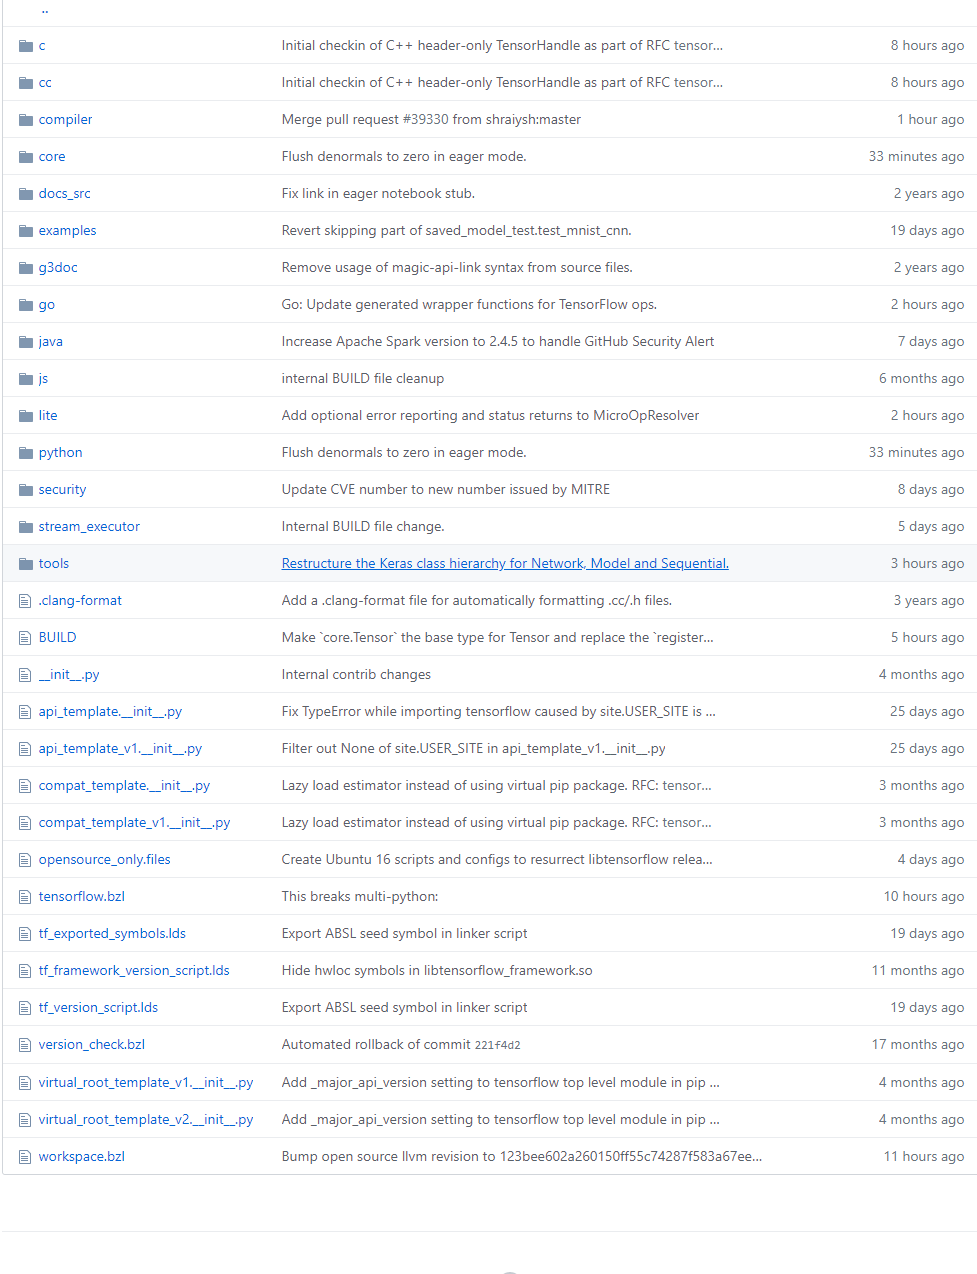 ..
c Initial checkin of C++ header-only TensorHandle as part of RFC tensor... 8 hours ago
cc Initial checkin of C++ header-only TensorHandle as part of RFC tensor... 8 hours ago
compiler Merge pull request #39330 from shraiysh:master 1 hour ago
core Flush denormals to zero in eager mode. 33 minutes ago
docs_src Fix link in eager notebook stub. 2 years ago
examples Revert skipping part of saved_model_test.test_mnist_cnn. 19 days ago
g3doc Remove usage of magic-api-link syntax from source files. 2 years ago
go Go: Update generated wrapper functions for TensorFlow ops. 2 hours ago
java Increase Apache Spark version to 2.4.5 to handle GitHub Security Alert 7 days ago
js internal BUILD file cleanup 6 months ago
lite Add optional error reporting and status returns to MicroOpResolver 2 hours ago
python Flush denormals to zero in eager mode. 33 minutes ago
security Update CVE number to new number issued by MITRE 8 days ago
stream_executor Internal BUILD file change. 5 days ago
tools Restructure the Keras class hierarchy for Network, Model and Sequential. 3 hours ago
.clang-format Add a .clang-format file for automatically formatting .cc/.h files. 3 years ago
BUILD Make `core.Tensor` the base type for Tensor and replace the `register... 5 hours ago
__init__.py Internal contrib changes 4 months ago
api_template.__init__.py Fix TypeError while importing tensorflow caused by site.USER_SITE is ... 25 days ago
api_template_v1.__init__.py Filter out None of site.USER_SITE in api_template_v1.__init__.py 25 days ago
compat_template.__init__.py Lazy load estimator instead of using virtual pip package. RFC: tensor... 3 months ago
compat_template_v1.__init__.py Lazy load estimator instead of using virtual pip package. RFC: tensor... 3 months ago
opensource_only.files Create Ubuntu 16 scripts and configs to resurrect libtensorflow relea... 4 days ago
tensorflow.bzl This breaks multi-python: 10 hours ago
tf_exported_symbols.lds Export ABSL seed symbol in linker script 19 days ago
tf_framework_version_script.lds Hide hwloc symbols in libtensorflow_framework.so 11 months ago
tf_version_script.lds Export ABSL seed symbol in linker script 19 days ago
version_check.bzl Automated rollback of commit 221f4d2 17 months ago
virtual_root_template_v1.__init__.py Add _major_api_version setting to tensorflow top level module in pip ... 4 months ago
virtual_root_template_v2.__init__.py Add _major_api_version setting to tensorflow top level module in pip ... 4 months ago
workspace.bzl Bump open source llvm revision to 123bee602a260150ff55c74287f583a67ee... 11 hours ago